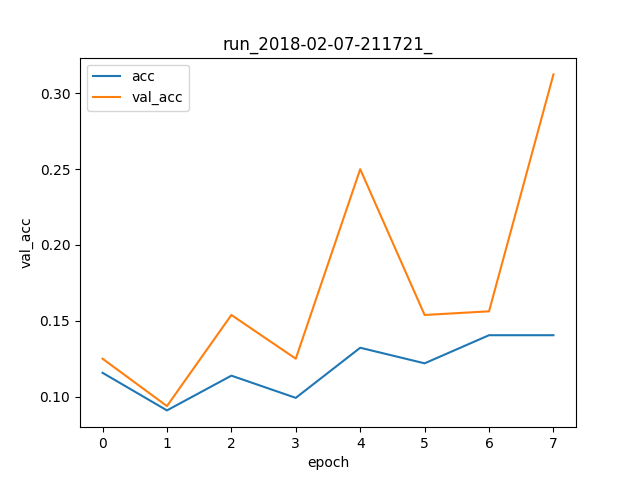 run_2018-02-07-211721_
acc
val_acc
val_acc
0.30
0.25
0.20
0.15
0.10
0 1 2 3 4 5 6 7
epoch